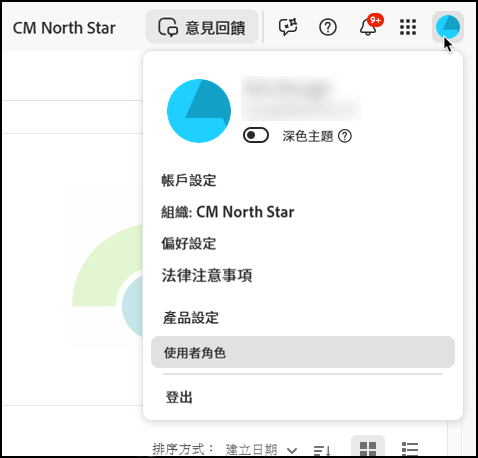 CM North Star
意見回饋
9+
深色主題
帳戶設定
組織: CM North Star
偏好設定
法律注意事項
產品設定
使用者角色
登出
排序方式： 建立日期